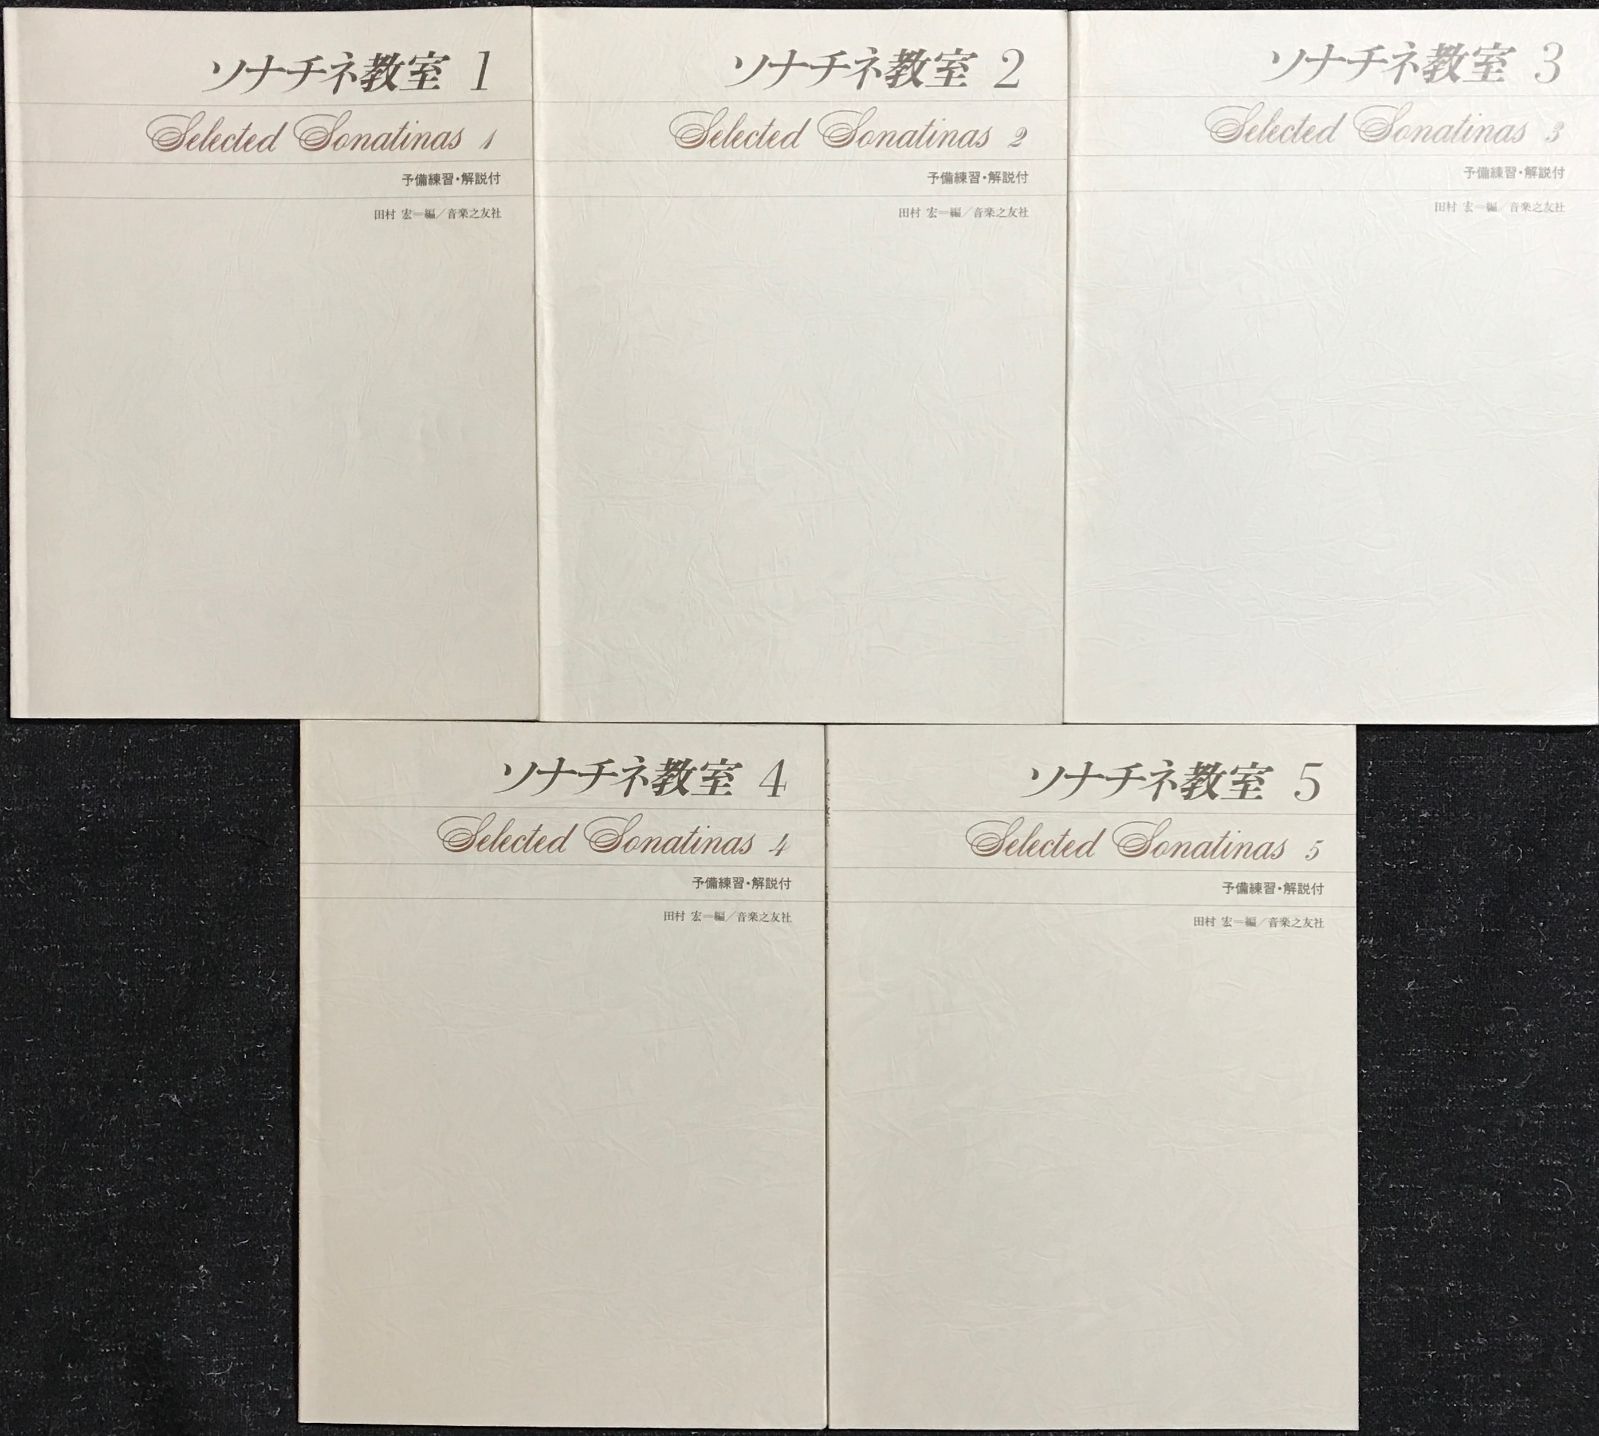 ソナチネ教室 1
Selected Sonatinas 1
予備練習・解説付
田村 宏=編/音楽之友社
ソナチネ教室 2
Selected Sonatinas 2
予備練習・解説付
田村 宏=編/音楽之友社
ソナチネ教室 3
Selected Sonatinas 3
予備練習・解説付
田村 宏=編/音楽之友社
ソナチネ教室 4
Selected Sonatinas 4
予備練習・解説付
田村 宏=編/音楽之友社
ソナチネ教室 5
Selected Sonatinas 5
予備練習・解説付
田村 宏=編/音楽之友社